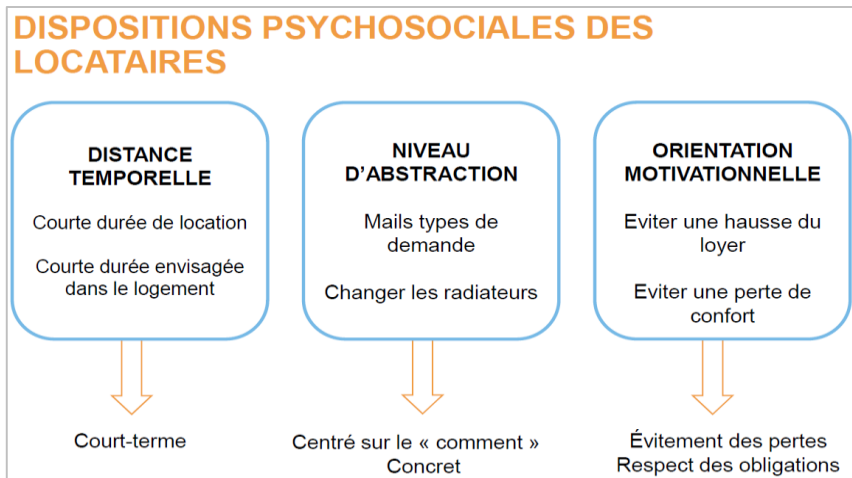 DISPOSITIONS PSYCHOSOCIALES DES
LOCATAIRES
DISTANCE
TEMPORELLE
Courte durée de location
Courte durée envisagée
dans le logement
Court-terme
NIVEAU
D'ABSTRACTION
Mails types de
demande
Changer les radiateurs
Centré sur le « comment »
Concret
ORIENTATION
MOTIVATIONNELLE
Eviter une hausse du
loyer
Eviter une perte de
confort
Évitement des pertes
Respect des obligations